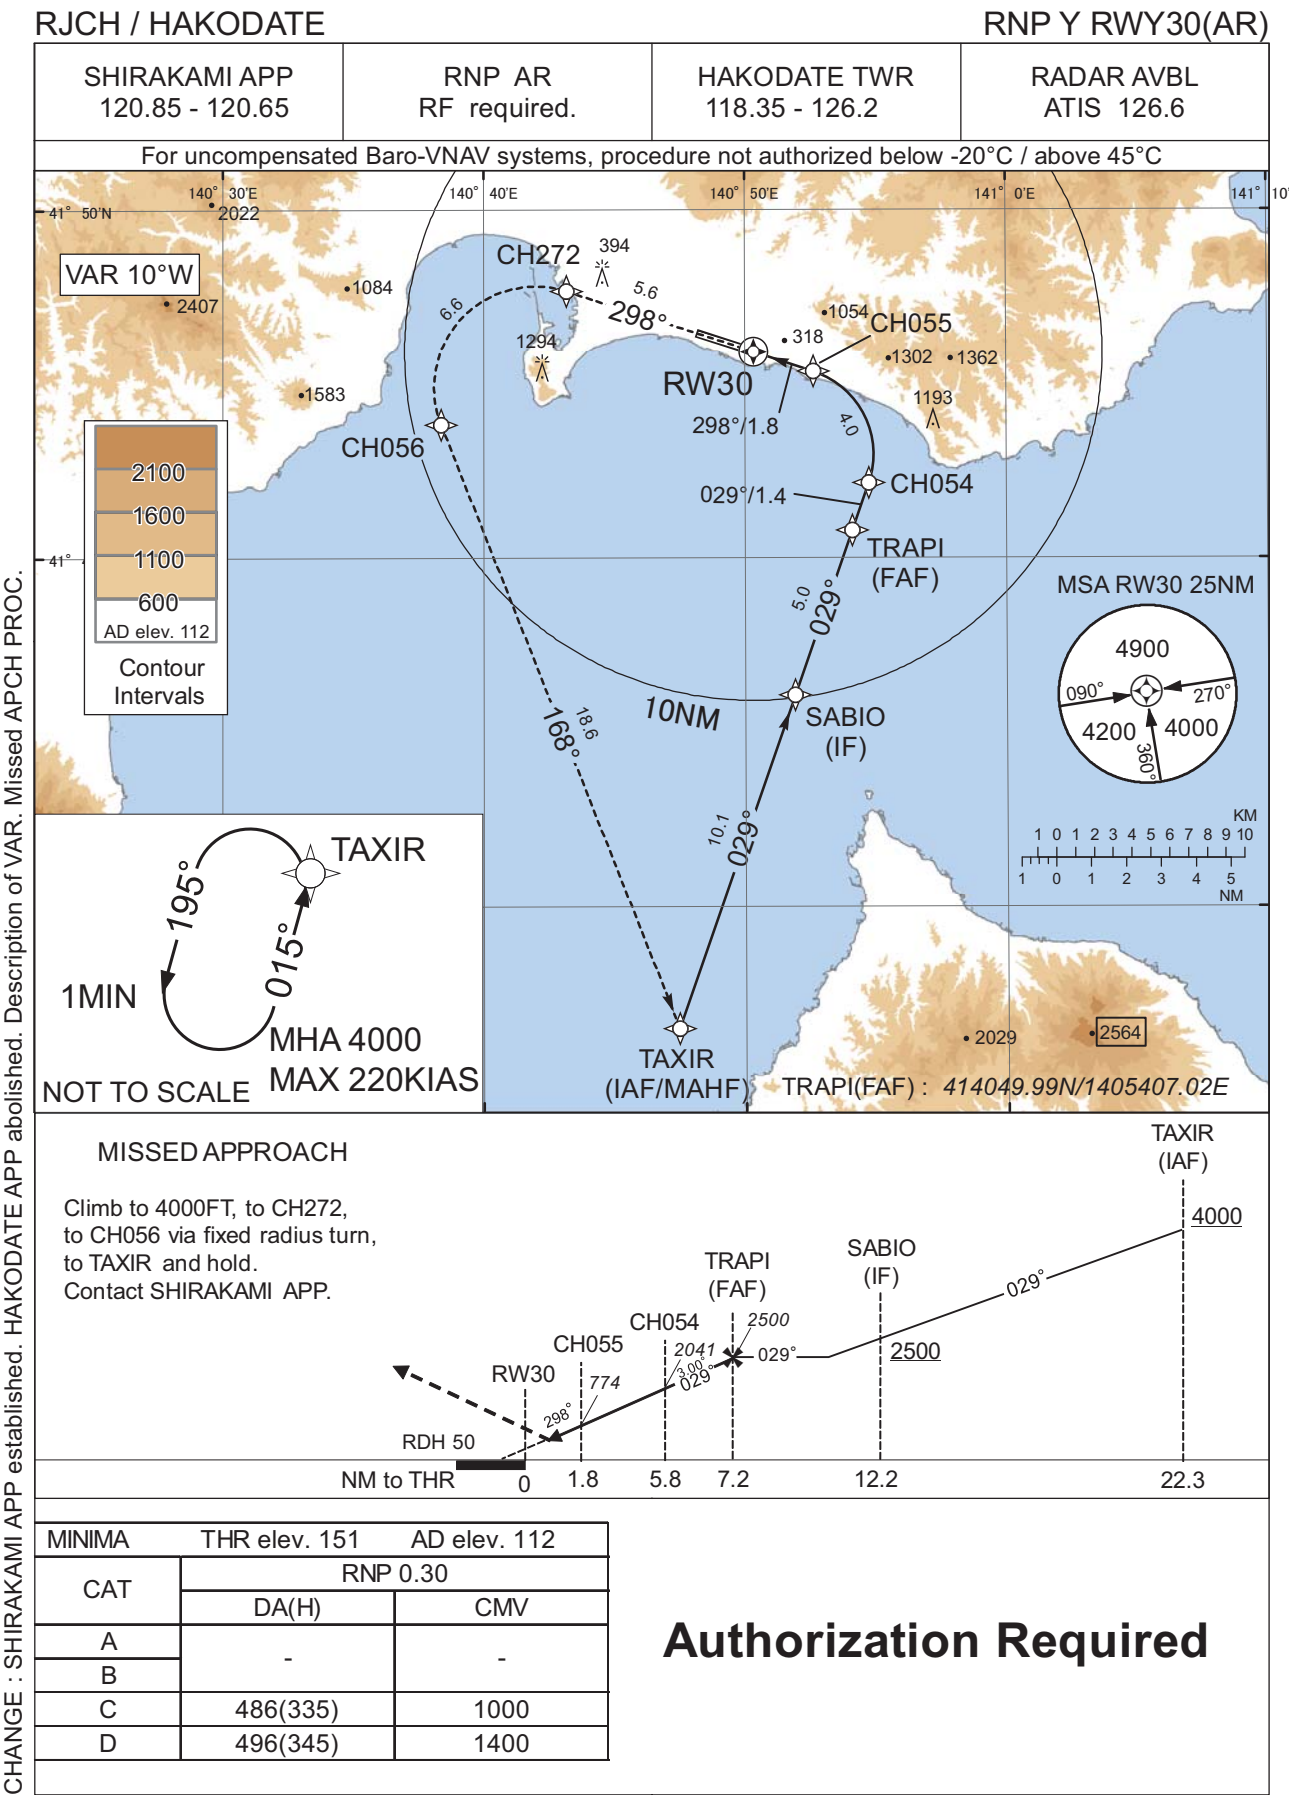 RJCH / HAKODATE
RNP Y RWY30(AR)
SHIRAKAMI APP
120.85 - 120.65
RNP AR
RF required.
HAKODATE TWR
118.35 - 126.2
RADAR AVBL
ATIS 126.6
For uncompensated Baro-VNAV systems, procedure not authorized below -20°C / above 45°C
140° 30'E
140° 40'E
140° 50'E
141° 0'E
141° 10'
41° 50'N
2022
VAR 10°W
2407
1084
CH272
394
5.6
298°
6.6
1294
1054
CH055
318
1302
1362
RW30
1193
1583
298°/1.8
4.0
CH056
2100
1600
1100
600
AD elev. 112
Contour
Intervals
41°
029°/1.4
CH054
TRAPI
(FAF)
5.0
029°
MSA RW30 25NM
4900
090°
270°
4200
4000
360°
10NM
SABIO
(IF)
18.6
168°
10.1
029°
KM
1 0 1 2 3 4 5 6 7 8 9 10
1 0 1 2 3 4 5
NM
TAXIR
195°
015°
1MIN
MHA 4000
MAX 220KIAS
NOT TO SCALE
2029
2564
TAXIR
(IAF/MAHF)
TRAPI(FAF) : 414049.99N/1405407.02E
MISSED APPROACH
Climb to 4000FT, to CH272,
to CH056 via fixed radius turn,
to TAXIR and hold.
Contact SHIRAKAMI APP.
TAXIR
(IAF)
4000
SABIO
(IF)
029°
2500
TRAPI
(FAF)
2500
029°
CH054
2041
3.00°
029°
CH055
774
RW30
298°
RDH 50
NM to THR
0
1.8
5.8
7.2
12.2
22.3
MINIMA THR elev. 151 AD elev. 112
CAT
RNP 0.30
DA(H)
CMV
A
B
-
-
C 486(335) 1000
D 496(345) 1400
Authorization Required
CHANGE : SHIRAKAMI APP established. HAKODATE APP abolished. Description of VAR. Missed APCH PROC.